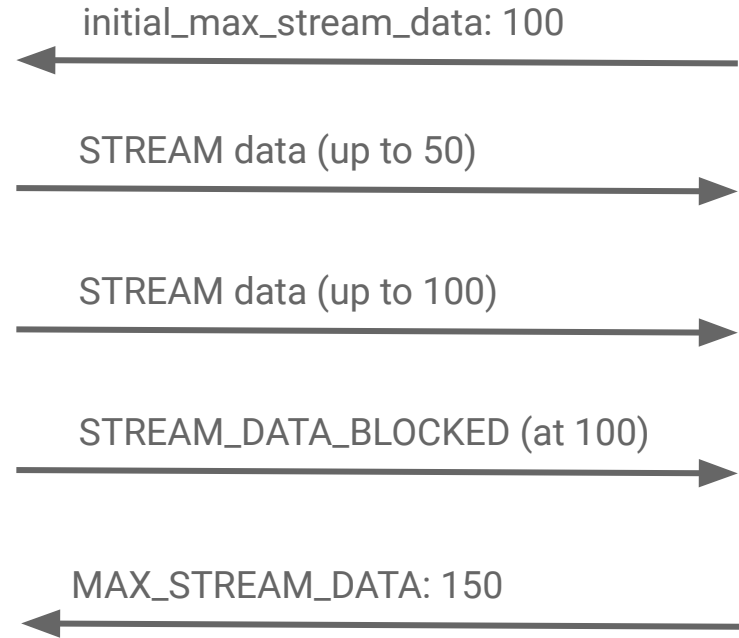 initial_max_stream_data: 100
STREAM data (up to 50)
STREAM data (up to 100)
STREAM_DATA_BLOCKED (at 100)
MAX_STREAM_DATA: 150